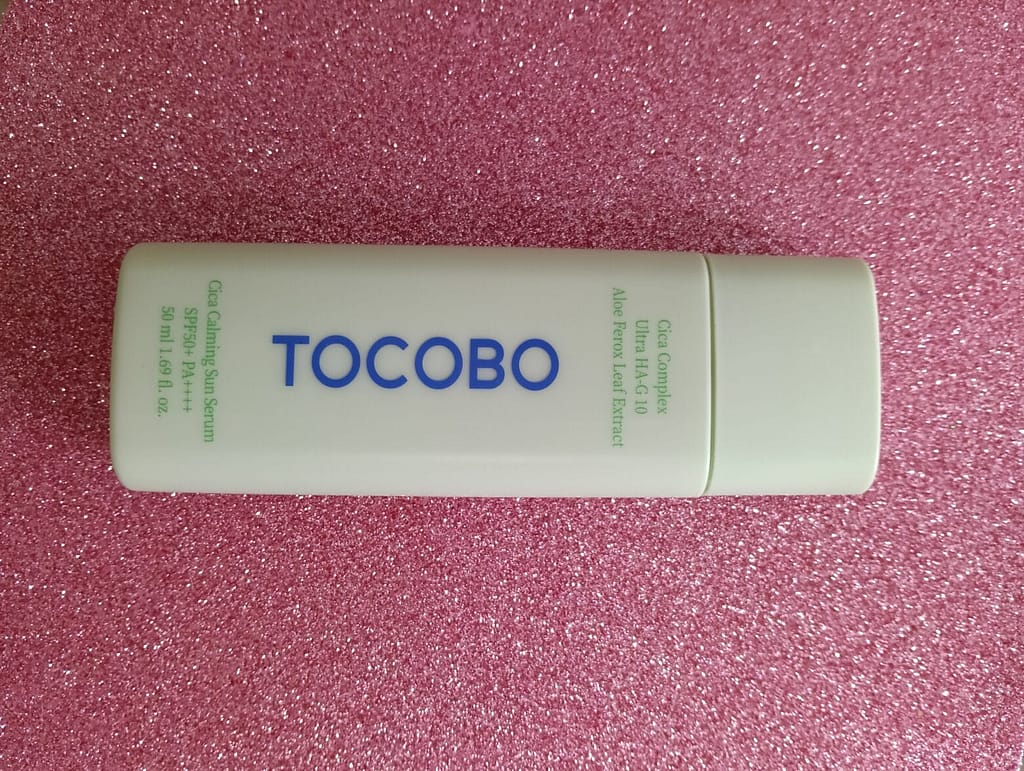 Cica Complex
Ultra HA-G 10
Aloe Ferox Leaf Extract
TOCOBO
Cica Calming Sun Serum
SPF50+ PA++++
50 ml 1.69 fl. oz.